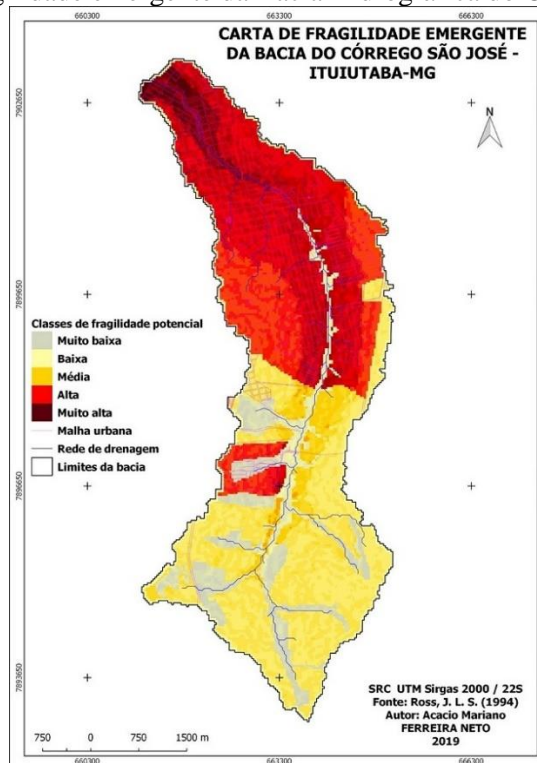 660300 663300 666300
CARTA DE FRAGILIDADE EMERGENTE
DA BACIA DO CÓRREGO SÃO JOSÉ -
ITUIUTABA-MG
N
7902650
7899650
7896650
7893650
Classes de fragilidade potencial
Muito baixa
Baixa
Média
Alta
Muito alta
Malha urbana
Rede de drenagem
Limites da bacia
SRC UTM Sirgas 2000 / 22S
Fonte: Ross, J. L. S. (1994)
Autor: Acacio Mariano
FERREIRA NETO
2019
750 0 750 1500 m
660300 663300 666300